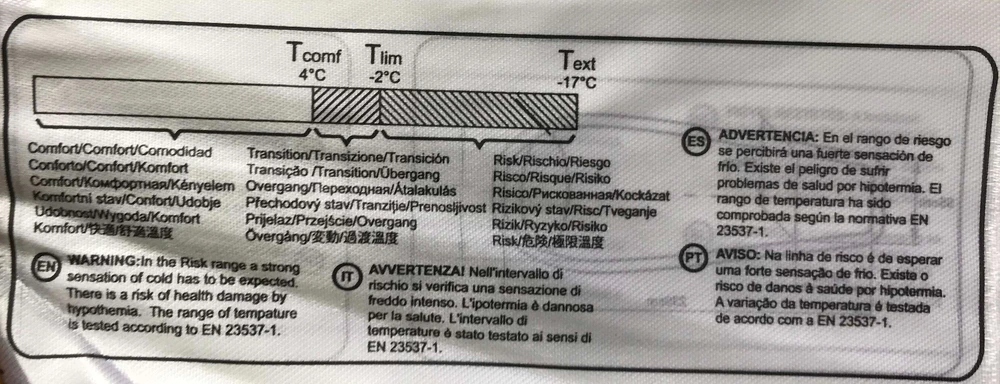 Tcomf Tlim Text
4°C -2°C -17°C
Comfort/Comfort/Comodidad
Conforto/Confort/Komfort
Comfort/Комфортная/Kényelem
Komfortní stav/Confort/Udobje
Udobnost/Wygoda/Komfort
Komfort/快適/舒適溫度
Transition/Transizione/Transición
Transição/Transition/Übergang
Overgang/Переходная/Átalakulás
Přechodový stav/Tranziţie/Prenosljivost
Prijelaz/Przejście/Overgang
Övergång/変動/過渡溫度
Risk/Rischio/Riesgo
Risco/Risque/Risiko
Risico/Рискованная/Kockázat
Rizikový stav/Risc/Tveganje
Rizik/Ryzyko/Risiko
Risk/危険/極限溫度
EN WARNING:In the Risk range a strong
sensation of cold has to be expected.
There is a risk of health damage by
hypothemia. The range of tempature
is tested according to EN 23537-1.
IT AVVERTENZA! Nell'intervallo di
rischio si verifica una sensazione di
freddo intenso. L'ipotermia è dannosa
per la salute. L'intervallo di
temperature è stato testato ai sensi di
EN 23537-1.
ES ADVERTENCIA: En el rango de riesgo
se percibirá una fuerte sensación de
frío. Existe el peligro de sufrir
problemas de salud por hipotermia. El
rango de temperatura ha sido
comprobada según la normativa EN
23537-1.
PT AVISO: Na linha de risco é de esperar
uma forte sensação de frio. Existe o
risco de danos à saúde por hipotermia.
A variação da temperatura é testada
de acordo com a EN 23537-1.